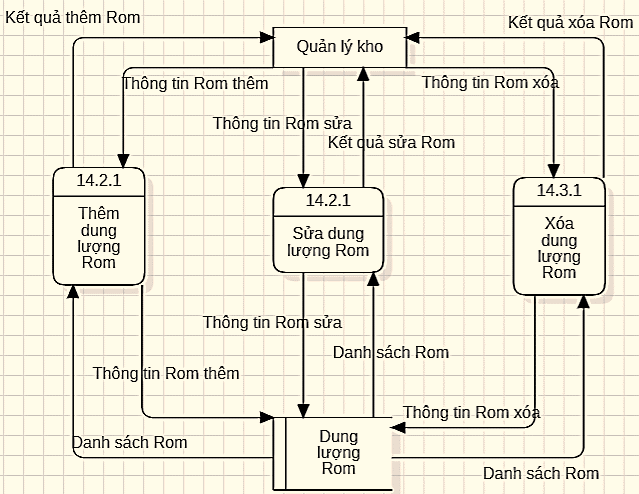 Kết quả thêm Rom
Kết quả xóa Rom
Quản lý kho
Thông tin Rom thêm
Thông tin Rom xóa
Thông tin Rom sửa
Kết quả sửa Rom
14.2.1
Thêm
dung
lượng
Rom
14.2.1
Sửa dung
lượng Rom
14.3.1
Xóa
dung
lượng
Rom
Thông tin Rom sửa
Danh sách Rom
Thông tin Rom thêm
Thông tin Rom xóa
Danh sách Rom
Dung
lượng
Rom
Danh sách Rom